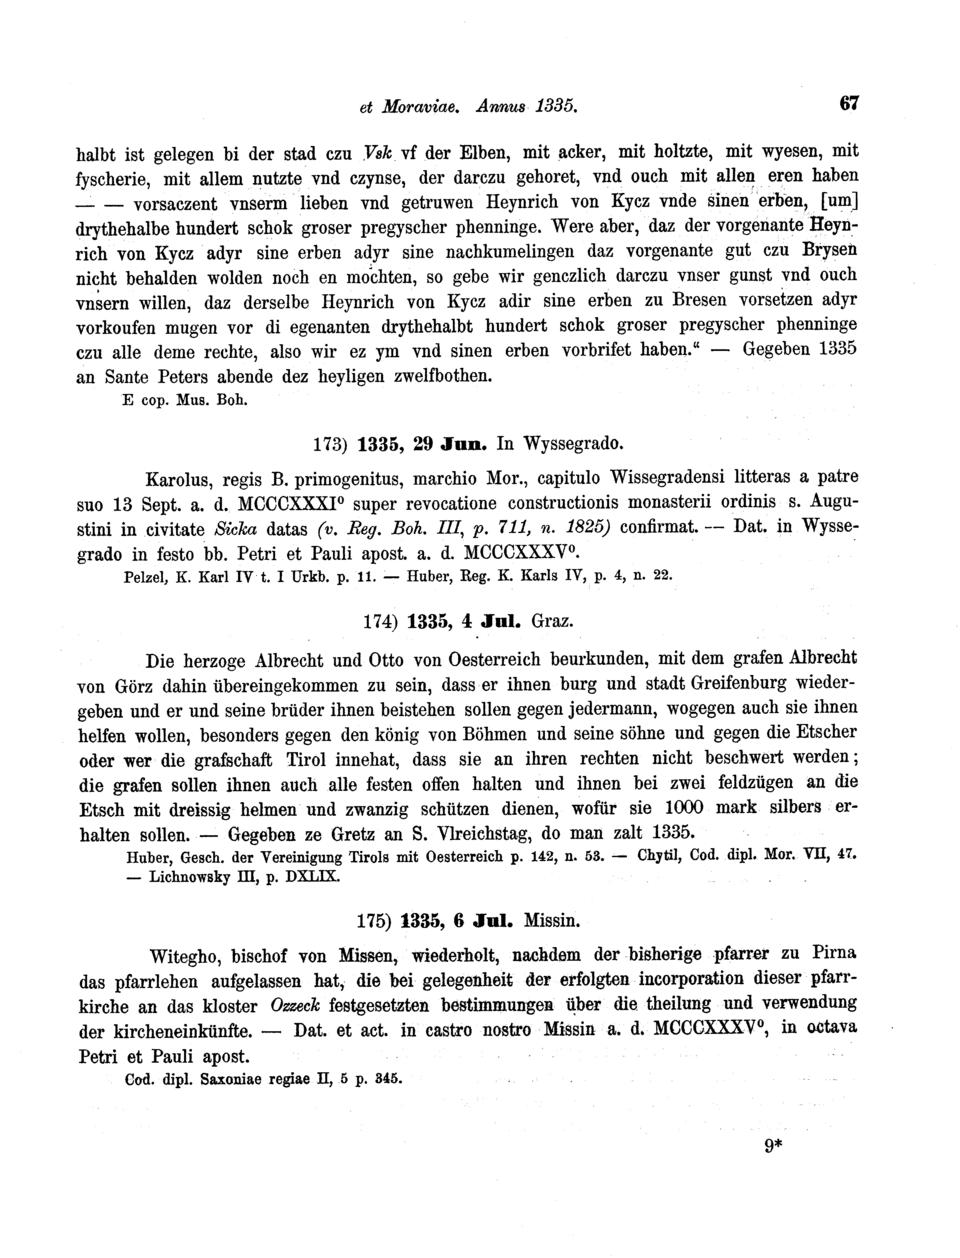 et Moraviae. Annus 1335. 67
halbt ist gelegen bi der stad czu Vsk vf der Elben, mit acker, mit holtzte, mit wyesen, mit
fyscherie, mit allem nutzte vnd czynse, der darczu gehoret, vnd ouch mit allen eren haben
— — vorsaczent vnserm lieben vnd getruwen Heynrich von Kycz vnde sinen erben, [um]
drythehalbe hundert schok groser pregyscher phenninge. Were aber, daz der vorgenante Heyn-
rich von Kycz adyr sine erben adyr sine nachkumelingen daz vorgenante gut czu Brysen
nicht behalden wolden noch en mochten, so gebe wir genczlich darczu vnser gunst vnd ouch
vnsern willen, daz derselbe Heynrich von Kycz adir sine erben zu Bresen vorsetzen adyr
vorkoufen mugen vor di egenanten drythehalbt hundert schok groser pregyscher phenninge
czu alle deme rechte, also wir ez ym vnd sinen erben vorbrifet haben.“ — Gegeben 1335
an Sante Peters abende dez heyligen zwelfbothen.
E cop. Mus. Boh.
173) 1335, 29 Jun. In Wyssegrado.
Karolus, regis B. primogenitus, marchio Mor., capitulo Wissegradensi litteras a patre
suo 13 Sept. a. d. MCCCXXXI⁰ super revocatione constructionis monasterii ordinis s. Augu-
stini in civitate Sicka datas (v. Reg. Boh. III, p. 711, n. 1825) confirmat. — Dat. in Wysse-
grado in festo bb. Petri et Pauli apost. a. d. MCCCXXXV⁰.
Pelzel, K. Karl IV t. I Urkb. p. 11. — Huber, Reg. K. Karls IV, p. 4, n. 22.
174) 1335, 4 Jul. Graz.
Die herzoge Albrecht und Otto von Oesterreich beurkunden, mit dem grafen Albrecht
von Görz dahin übereingekommen zu sein, dass er ihnen burg und stadt Greifenburg wieder-
geben und er und seine brüder ihnen beistehen sollen gegen jedermann, wogegen auch sie ihnen
helfen wollen, besonders gegen den könig von Böhmen und seine söhne und gegen die Etscher
oder wer die grafschaft Tirol innehat, dass sie an ihren rechten nicht beschwert werden;
die grafen sollen ihnen auch alle festen offen halten und ihnen bei zwei feldzügen an die
Etsch mit dreissig helmen und zwanzig schützen dienen, wofür sie 1000 mark silbers er-
halten sollen. — Gegeben ze Gretz an S. Vlreichstag, do man zalt 1335.
Huber, Gesch. der Vereinigung Tirols mit Oesterreich p. 142, n. 53. — Chytil, Cod. dipl. Mor. VII, 47.
— Lichnowsky III, p. DXLIX.
175) 1335, 6 Jul. Missin.
Witegho, bischof von Missen, wiederholt, nachdem der bisherige pfarrer zu Pirna
das pfarrlehen aufgelassen hat, die bei gelegenheit der erfolgten incorporation dieser pfarr-
kirche an das kloster Ozzeck festgesetzten bestimmungen über die theilung und verwendung
der kircheneinkünfte. — Dat. et act. in castro nostro Missin a. d. MCCCXXXV⁰, in octava
Petri et Pauli apost.
Cod. dipl. Saxoniae regiae II, 5 p. 345.
9*